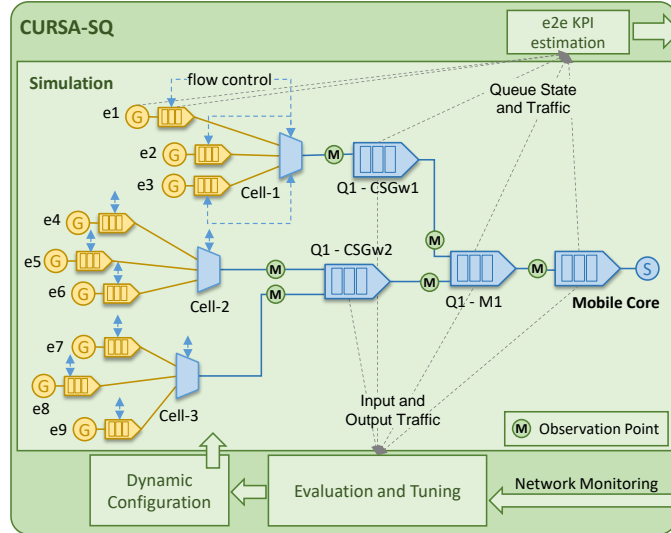 CURSA-SQ
e2e KPI
estimation
Simulation
flow control
Queue State
and Traffic
e1
G
e2
G
e3
G
Cell-1
M
Q1 - CSGw1
e4
G
e5
G
e6
G
Cell-2
M
M
Q1 - CSGw2
M
M
Q1 - M1
M
S
Mobile Core
e7
G
e8
G
e9
G
Cell-3
Input and
Output Traffic
M Observation Point
Dynamic
Configuration
Evaluation and Tuning
Network Monitoring